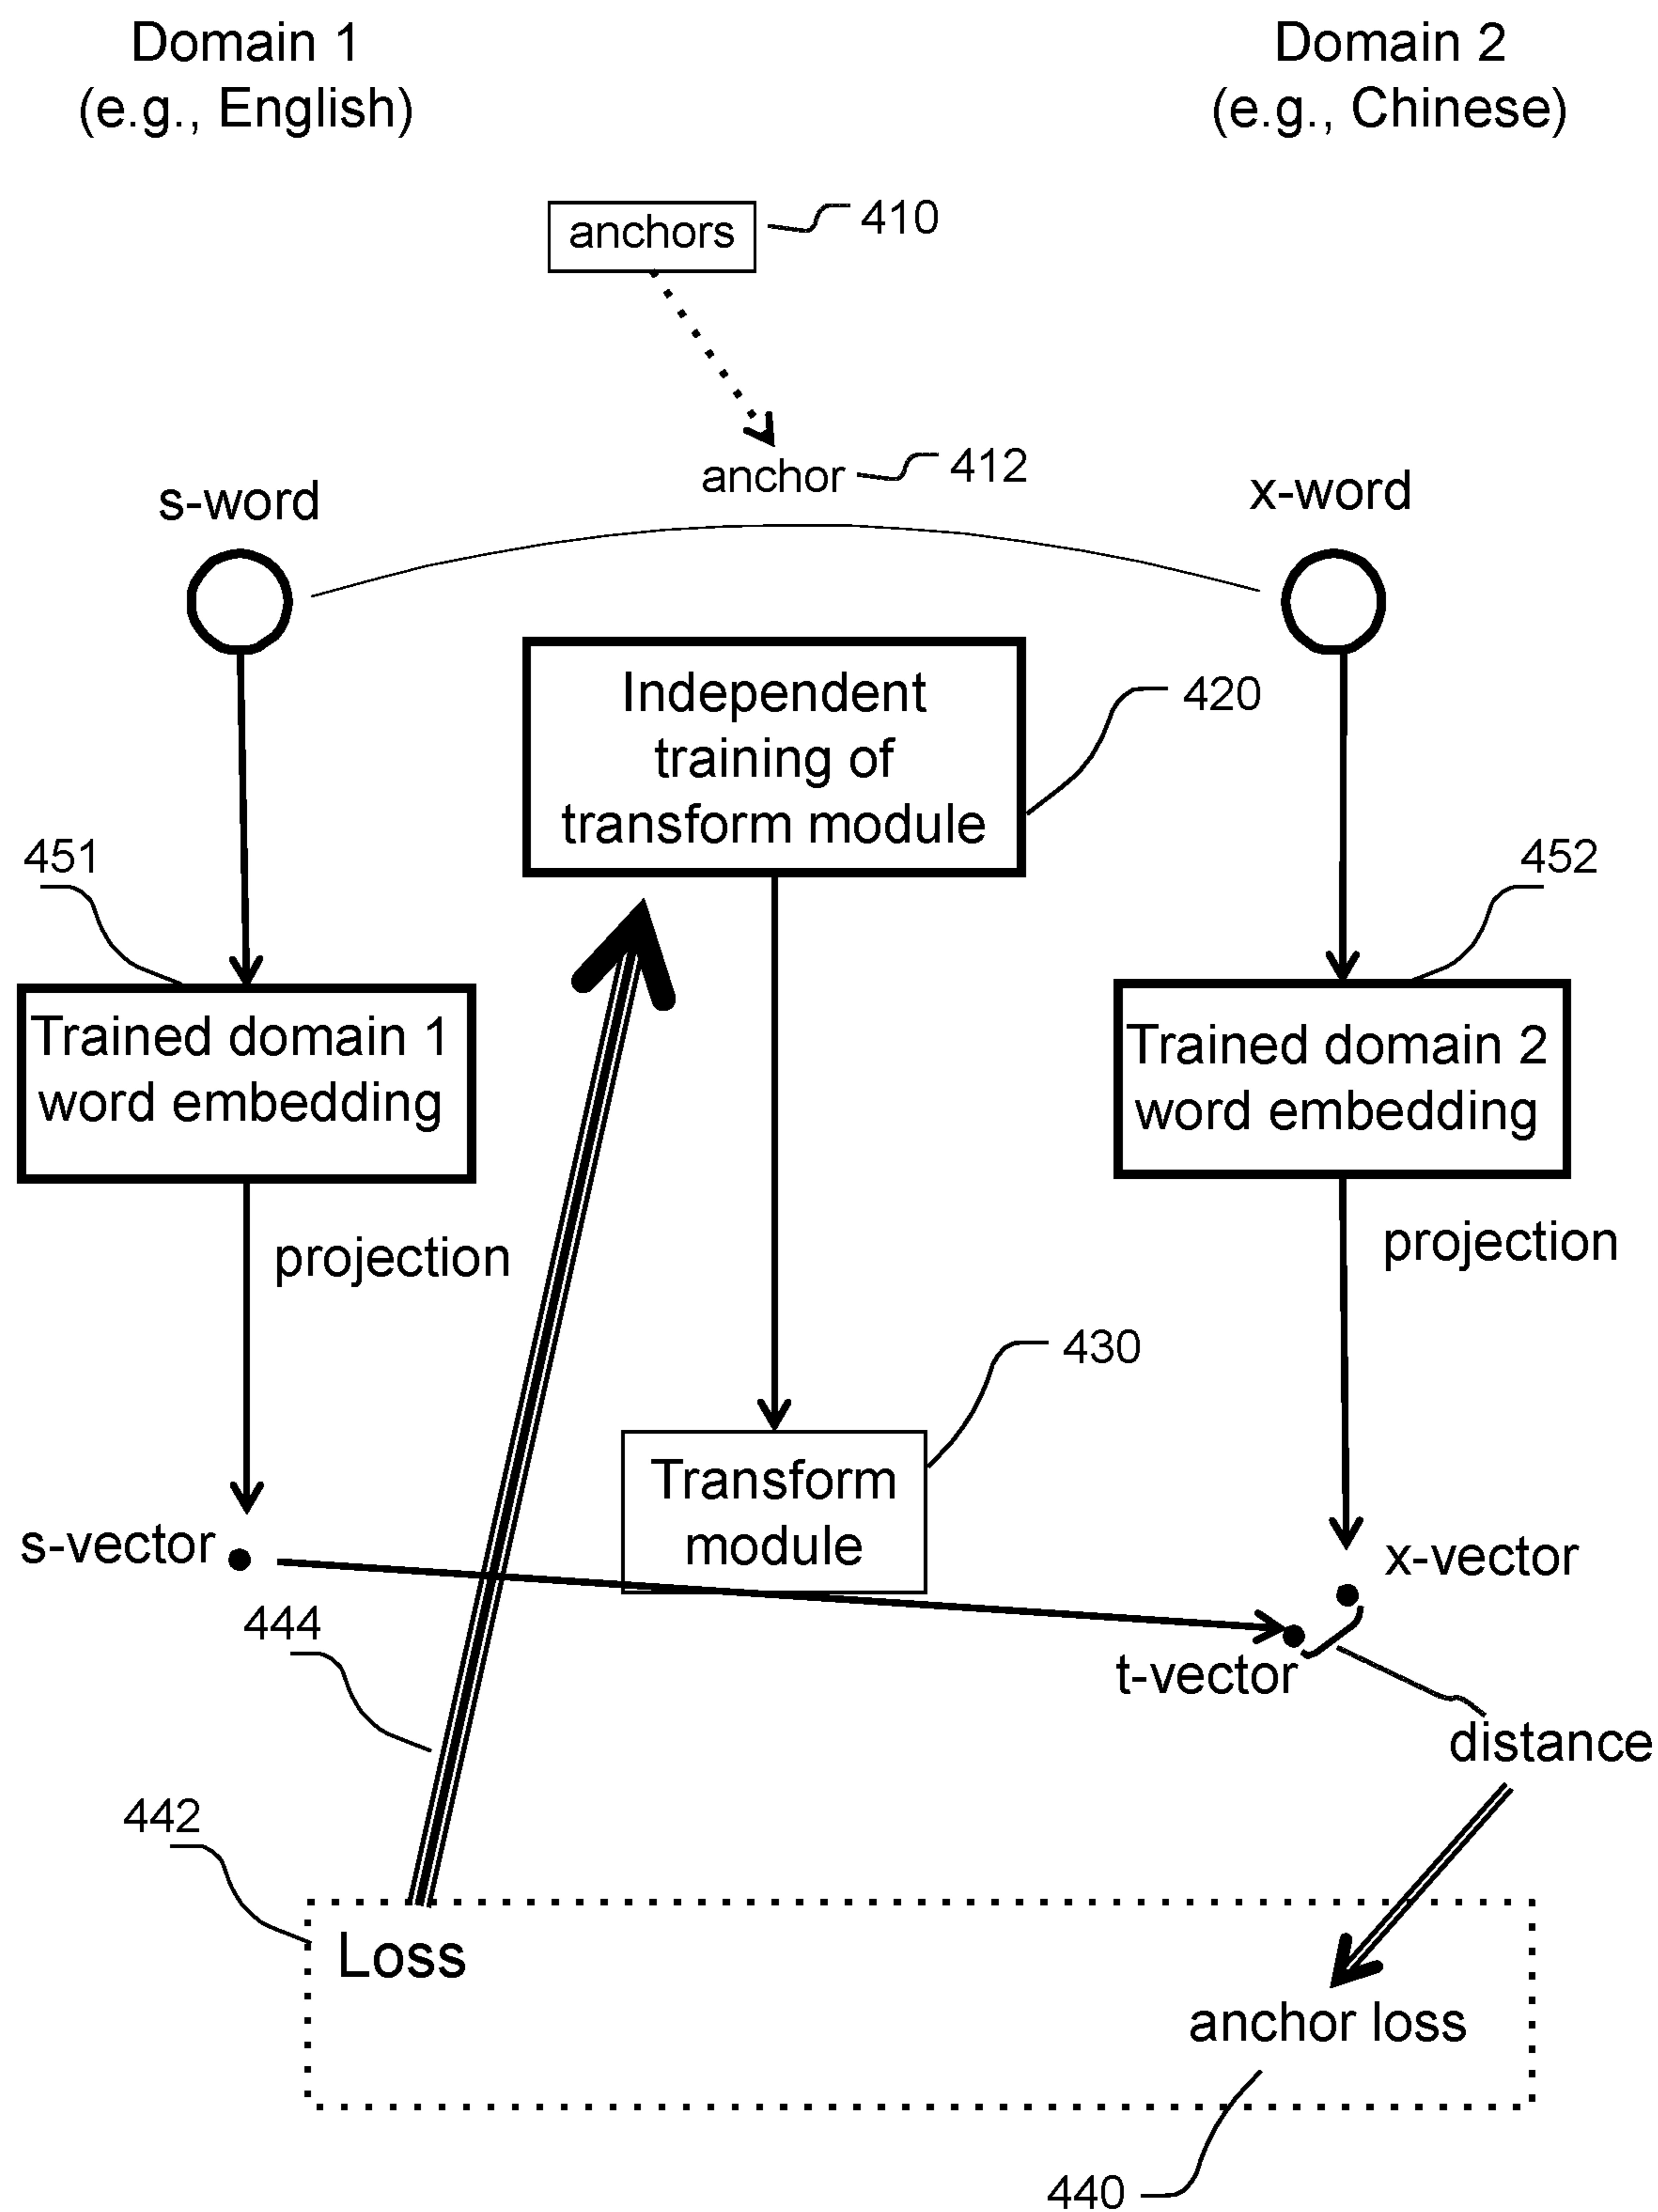 Domain 1
(e.g., English)
Domain 2
(e.g., Chinese)
anchors
410
anchor
412
s-word
x-word
Independent
training of
transform module
420
451
452
Trained domain 1
word embedding
Trained domain 2
word embedding
projection
projection
430
Transform
module
s-vector
x-vector
444
t-vector
distance
442
Loss
anchor loss
440